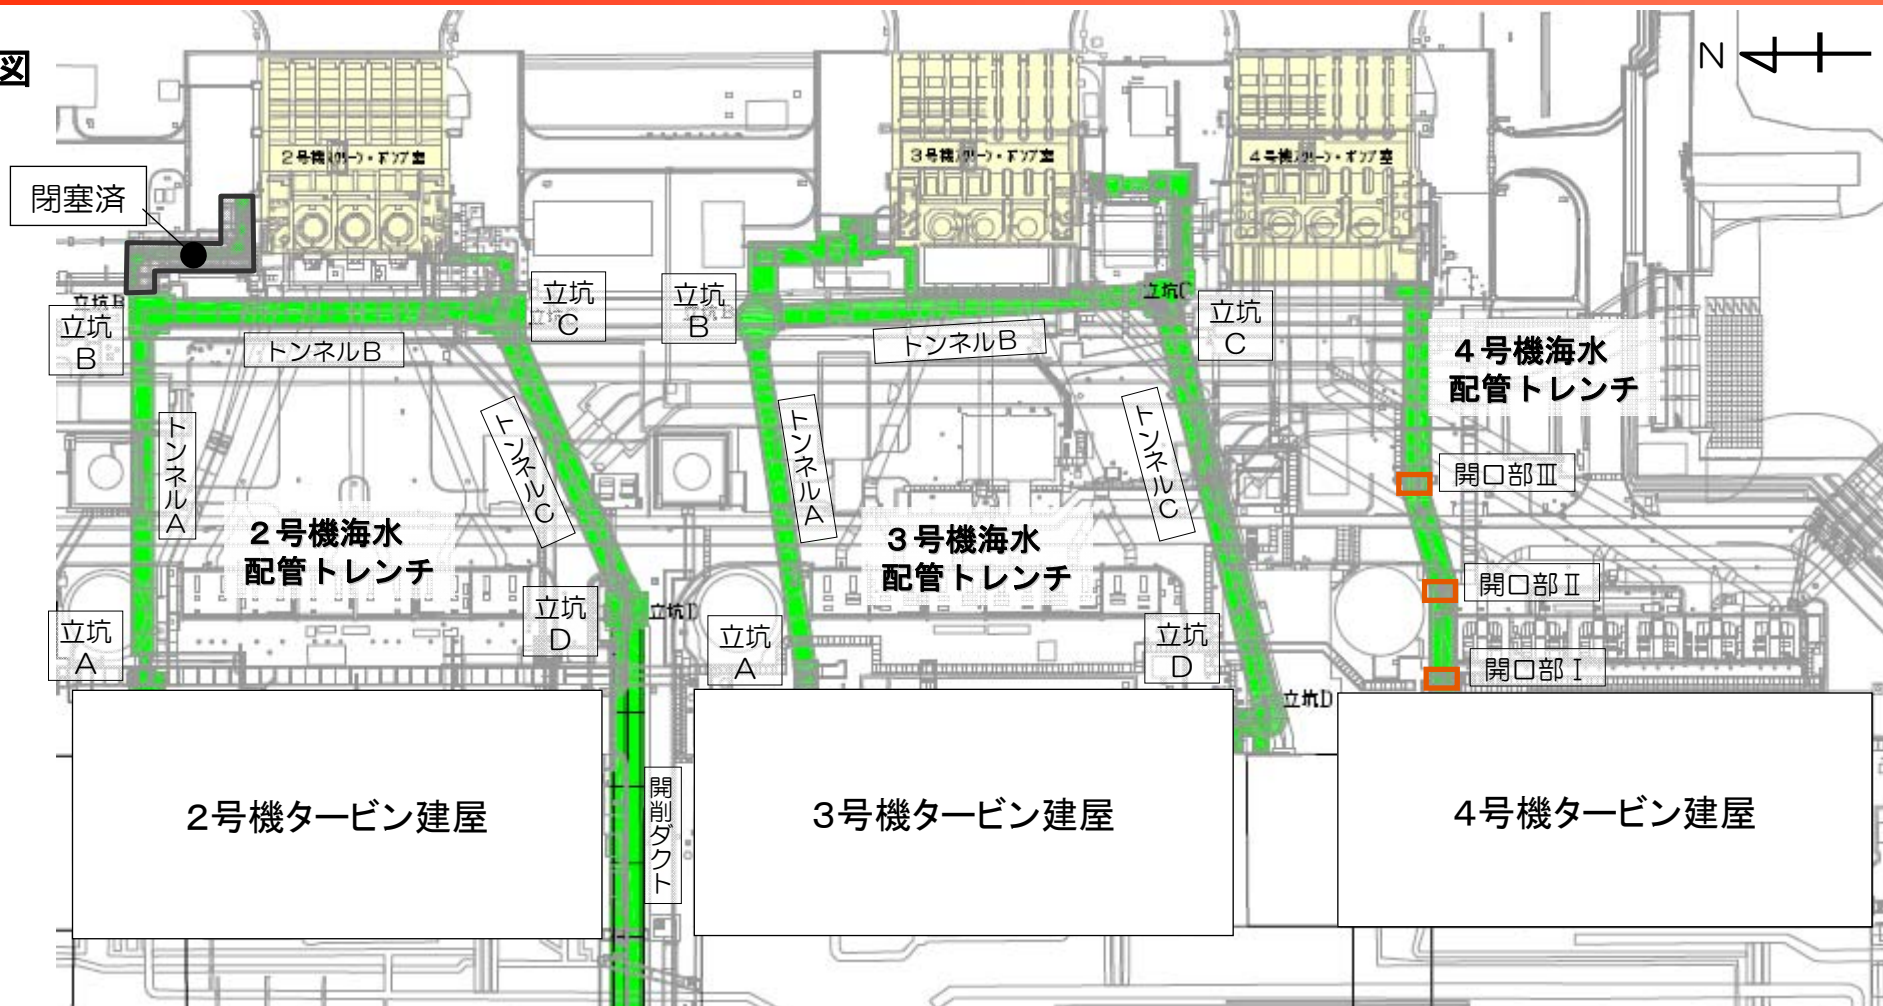 図
N
2号機スクリーン・ポンプ室
3号機スクリーン・ポンプ室
4号機スクリーン・ポンプ室
閉塞済
立坑B
立坑
B
立坑
C
立坑
B
立坑C
立坑
C
トンネルB
トンネルB
4号機海水
配管トレンチ
トンネルA
トンネルC
トンネルA
トンネルC
開口部Ⅲ
2号機海水
配管トレンチ
3号機海水
配管トレンチ
開口部Ⅱ
立坑
A
立坑
D
立坑D
立坑
A
立坑
D
開口部Ⅰ
立坑D
2号機タービン建屋
開削ダクト
3号機タービン建屋
4号機タービン建屋